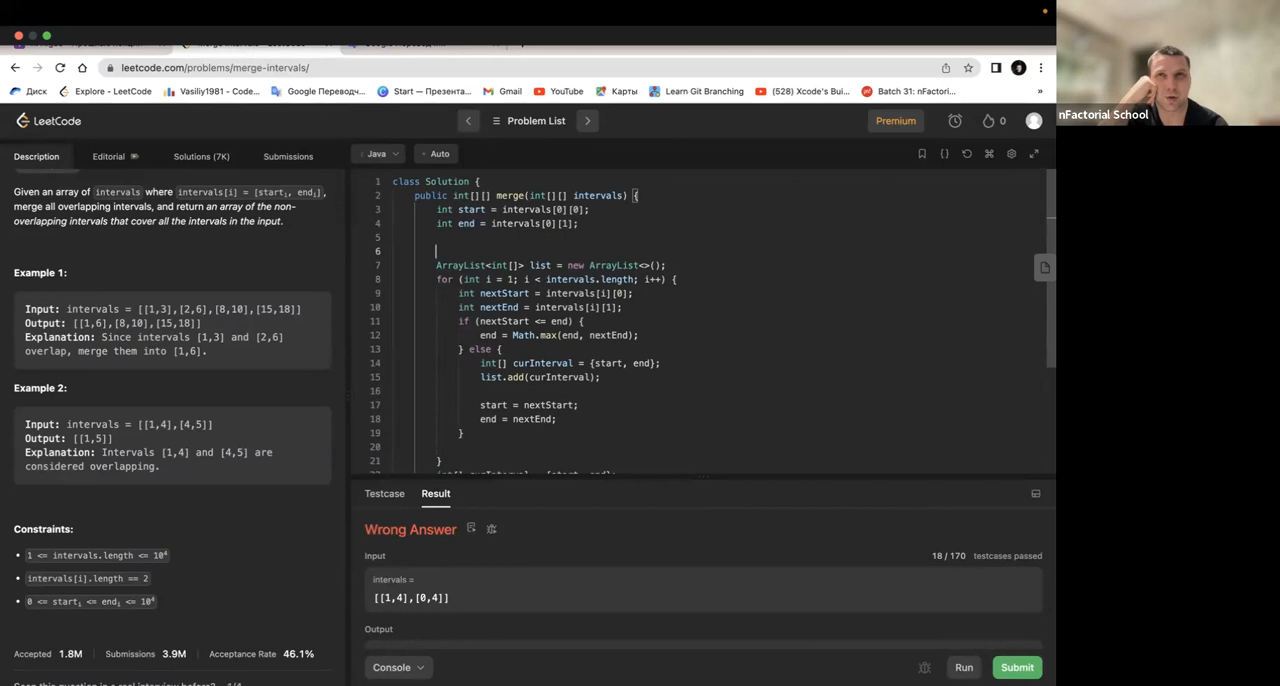 leetcode.com/problems/merge-intervals/
Диск
Explore - LeetCode
Vasiliy1981 - Code...
Google Переводч...
Start — Презента...
Gmail
YouTube
Карты
Learn Git Branching
(528) Xcode's Bui...
Batch 31: nFactori...
»
nFactorial School
LeetCode
Problem List
Premium
0
Description
Editorial
Solutions (7K)
Submissions
Java
Auto
Given an array of intervals where intervals[i] = [starti, endi],
merge all overlapping intervals, and return an array of the non-
overlapping intervals that cover all the intervals in the input.
Example 1:
Input: intervals = [[1,3],[2,6],[8,10],[15,18]]
Output: [[1,6],[8,10],[15,18]]
Explanation: Since intervals [1,3] and [2,6]
overlap, merge them into [1,6].
Example 2:
Input: intervals = [[1,4],[4,5]]
Output: [[1,5]]
Explanation: Intervals [1,4] and [4,5] are
considered overlapping.
Constraints:
1 <= intervals.length <= 10^4
intervals[i].length == 2
0 <= starti <= endi <= 10^4
Accepted 1.8M Submissions 3.9M Acceptance Rate 46.1%
1 class Solution {
2 public int[][] merge(int[][] intervals) {
3 int start = intervals[0][0];
4 int end = intervals[0][1];
5
6
7 ArrayList<int[]> list = new ArrayList<>();
8 for (int i = 1; i < intervals.length; i++) {
9 int nextStart = intervals[i][0];
10 int nextEnd = intervals[i][1];
11 if (nextStart <= end) {
12 end = Math.max(end, nextEnd);
13 } else {
14 int[] curInterval = {start, end};
15 list.add(curInterval);
16
17 start = nextStart;
18 end = nextEnd;
19 }
20
21 }
Testcase
Result
Wrong Answer
Input
18 / 170 testcases passed
intervals =
[[1,4],[0,4]]
Output
Console
Run
Submit